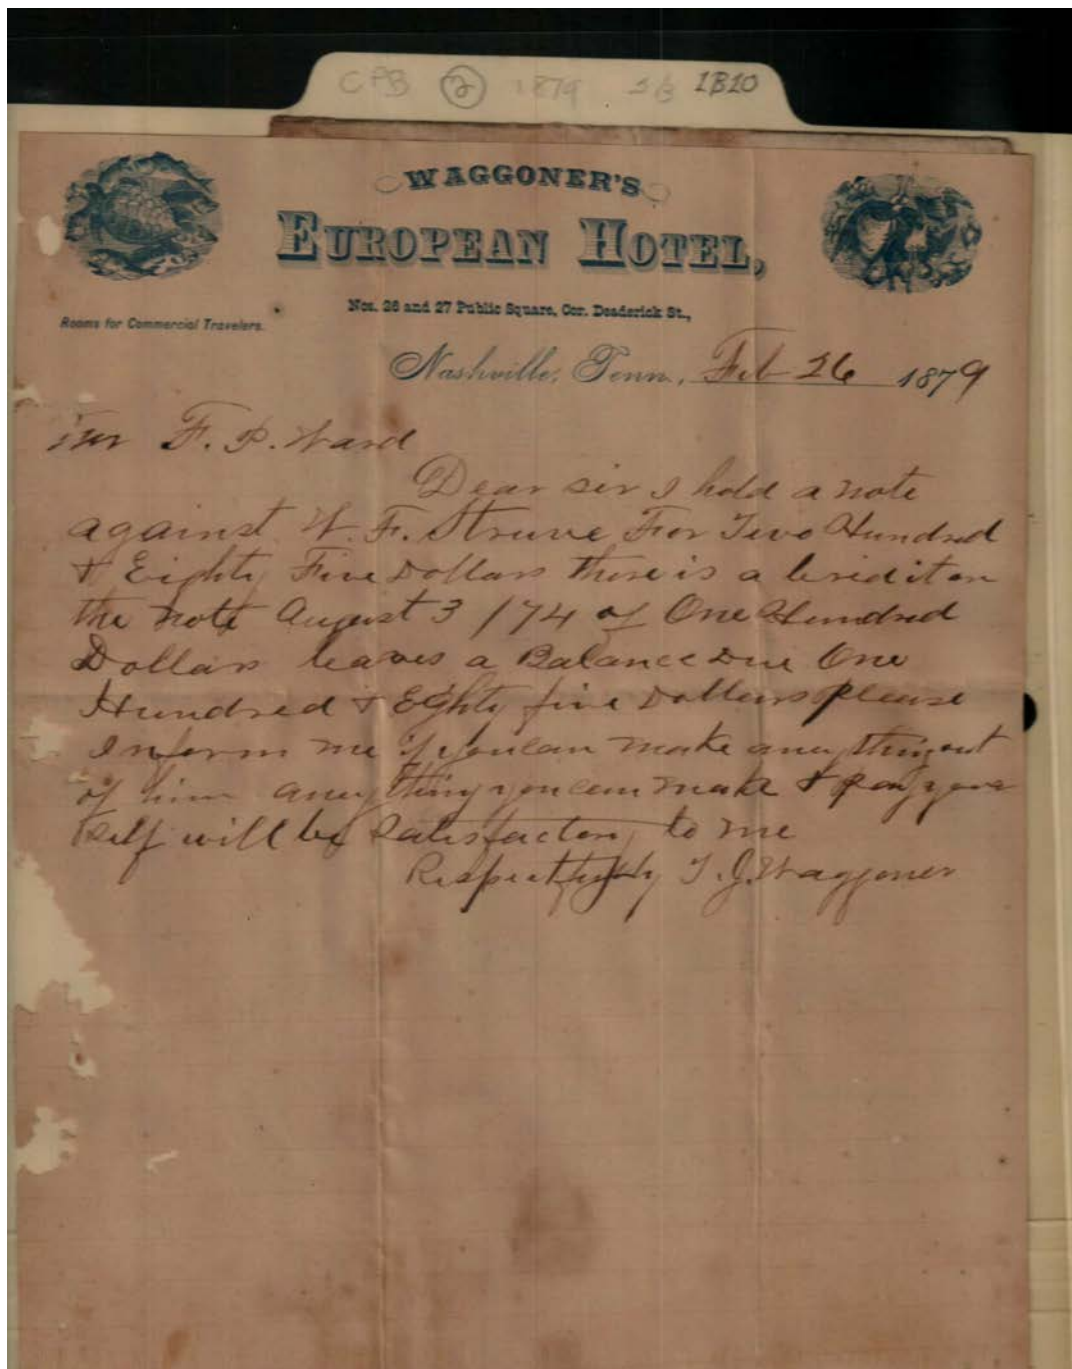 CPB 2 1879 1B10
WAGGONER'S
EUROPEAN HOTEL,
Nos. 26 and 27 Public Square, Cor. Deaderick St.,
Rooms for Commercial Travelers.
Nashville, Tenn., Feb 26 1879
Mr F. P. Ward
Dear sir I hold a note
against W. F. Struve For Two Hundred
& Eighty Five Dollars there is a Credit on
the note August 3 /74 of One Hundred
Dollars leaves a Balance Due One
Hundred & Eighty five Dollars please
Inform me if you can make any thing out
of him any thing you can make & pay your
self will be Satisfactory to me
Respectfully T. J. Waggoner